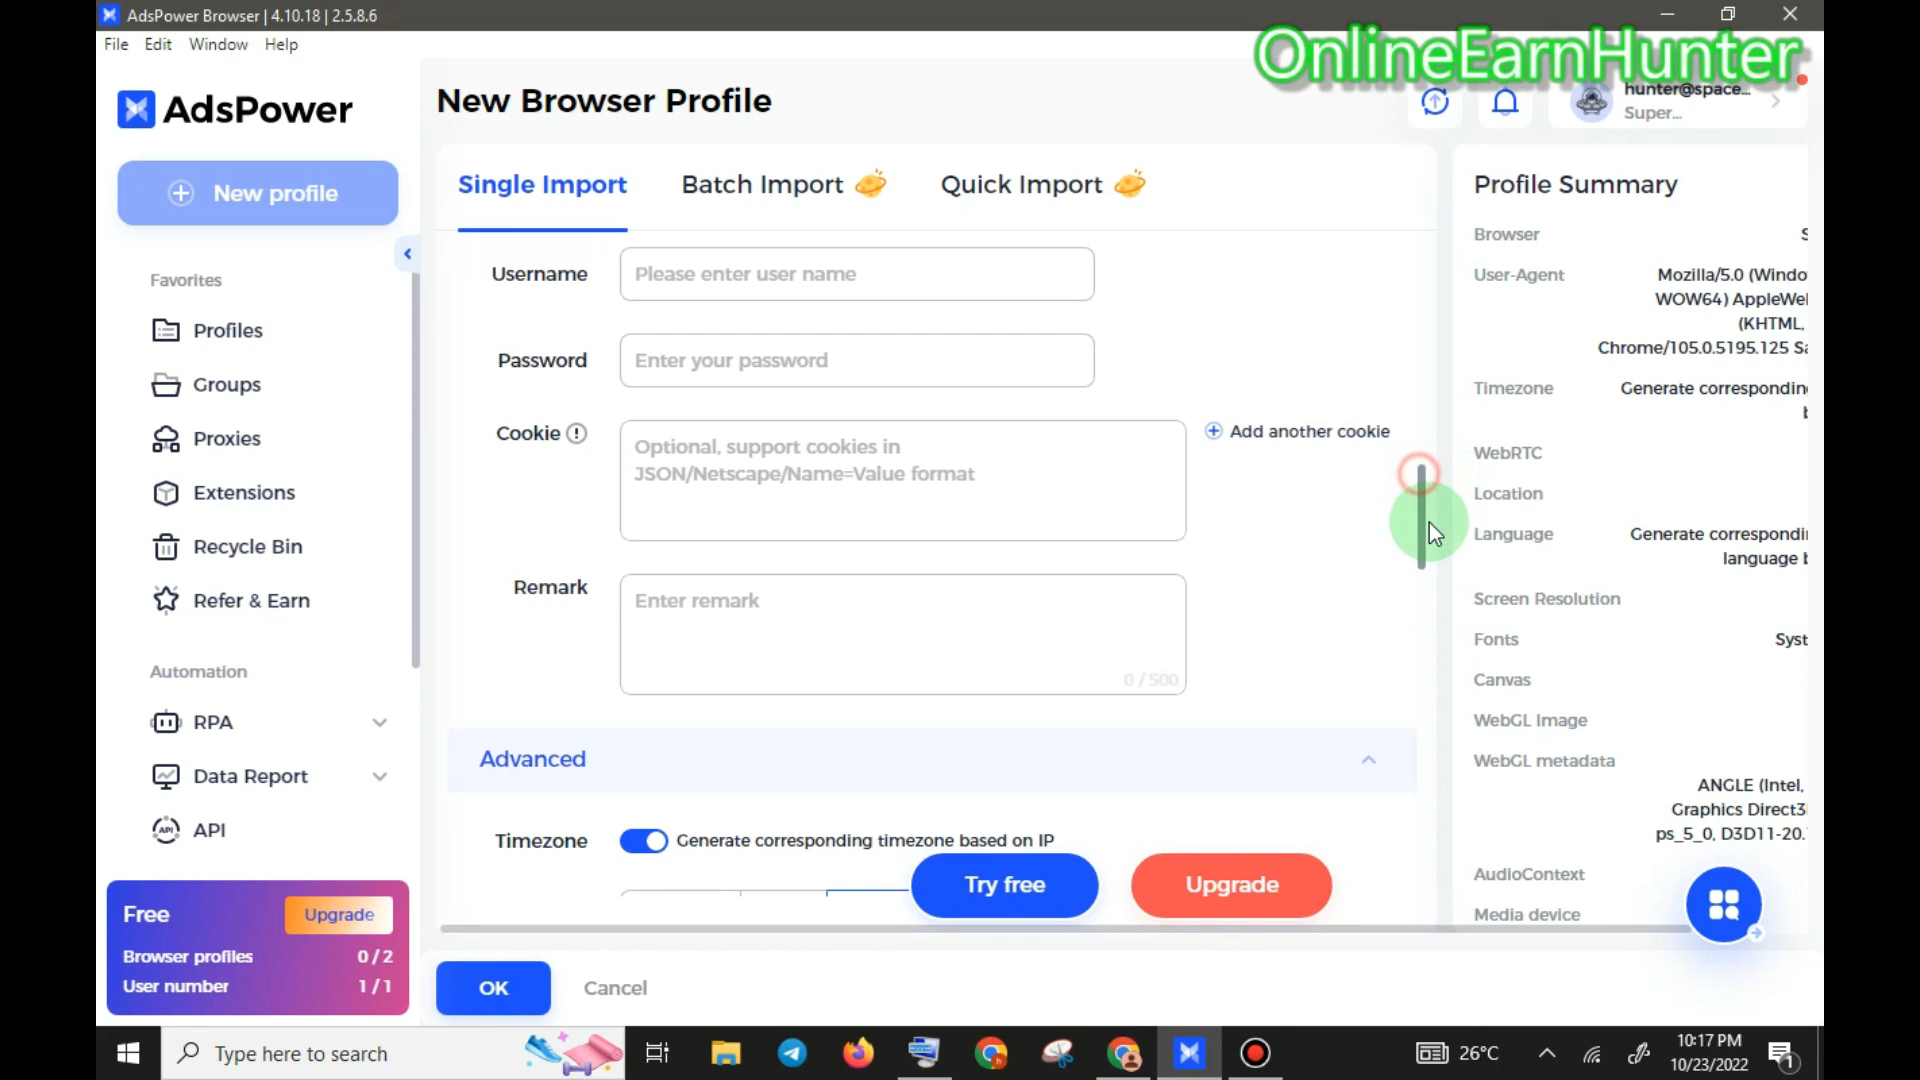 AdsPower Browser | 4.10.18 | 2.5.8.6
File Edit Window Help
OnlineEarnHunter
AdsPower
New Browser Profile
hunter@space...
Super...
New profile
Single Import
Batch Import
Quick Import
Profile Summary
Favorites
Profiles
Groups
Proxies
Extensions
Recycle Bin
Refer & Earn
Automation
RPA
Data Report
API
Username
Please enter user name
Password
Enter your password
Cookie
Optional, support cookies in
JSON/Netscape/Name=Value format
Add another cookie
Remark
Enter remark
0 / 500
Advanced
Timezone
Generate corresponding timezone based on IP
Try free
Upgrade
Browser
User-Agent
Mozilla/5.0 (Windo
WOW64) AppleWe
(KHTML,
Chrome/105.0.5195.125 Sa
Timezone
Generate correspondin
WebRTC
Location
Language
Generate correspondi
language b
Screen Resolution
Fonts
Syst
Canvas
WebGL Image
WebGL metadata
ANGLE (Intel,
Graphics Direct3
ps_5_0, D3D11-20.
AudioContext
Media device
Free
Upgrade
Browser profiles 0 / 2
User number 1 / 1
OK
Cancel
Type here to search
26°C
10:17 PM
10/23/2022
1